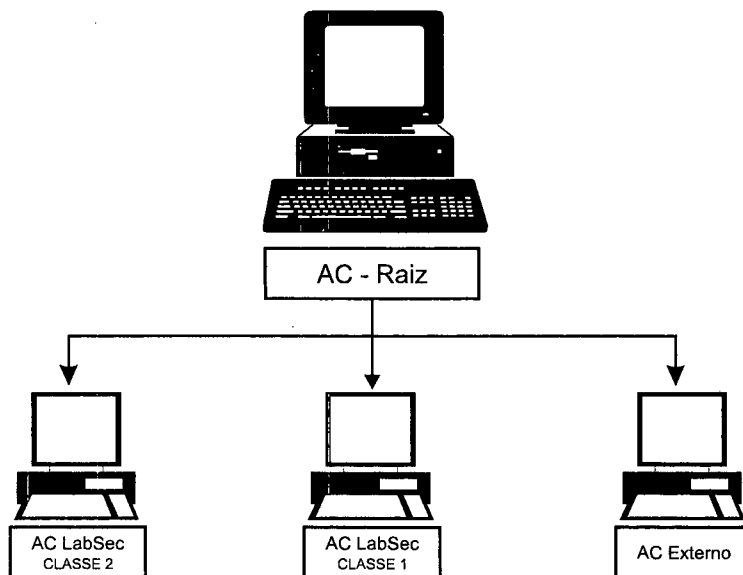 AC - Raiz
AC LabSec
CLASSE 2
AC LabSec
CLASSE 1
AC Externo